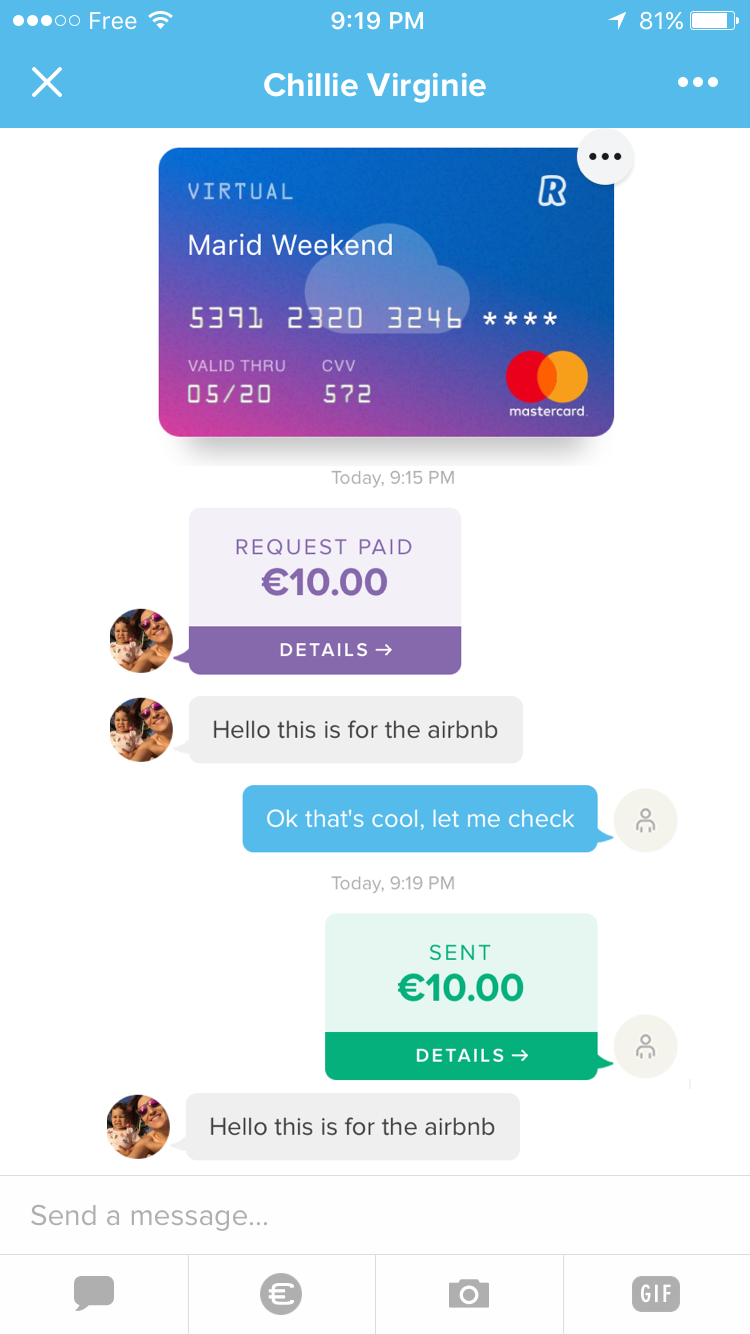 Free 9:19 PM 81%
Chillie Virginie
VIRTUAL R
Marid Weekend
5391 2320 3246 ****
VALID THRU CVV
05/20 572
mastercard.
Today, 9:15 PM
REQUEST PAID
€10.00
DETAILS →
Hello this is for the airbnb
Ok that's cool, let me check
Today, 9:19 PM
SENT
€10.00
DETAILS →
Hello this is for the airbnb
Send a message...
€ GIF